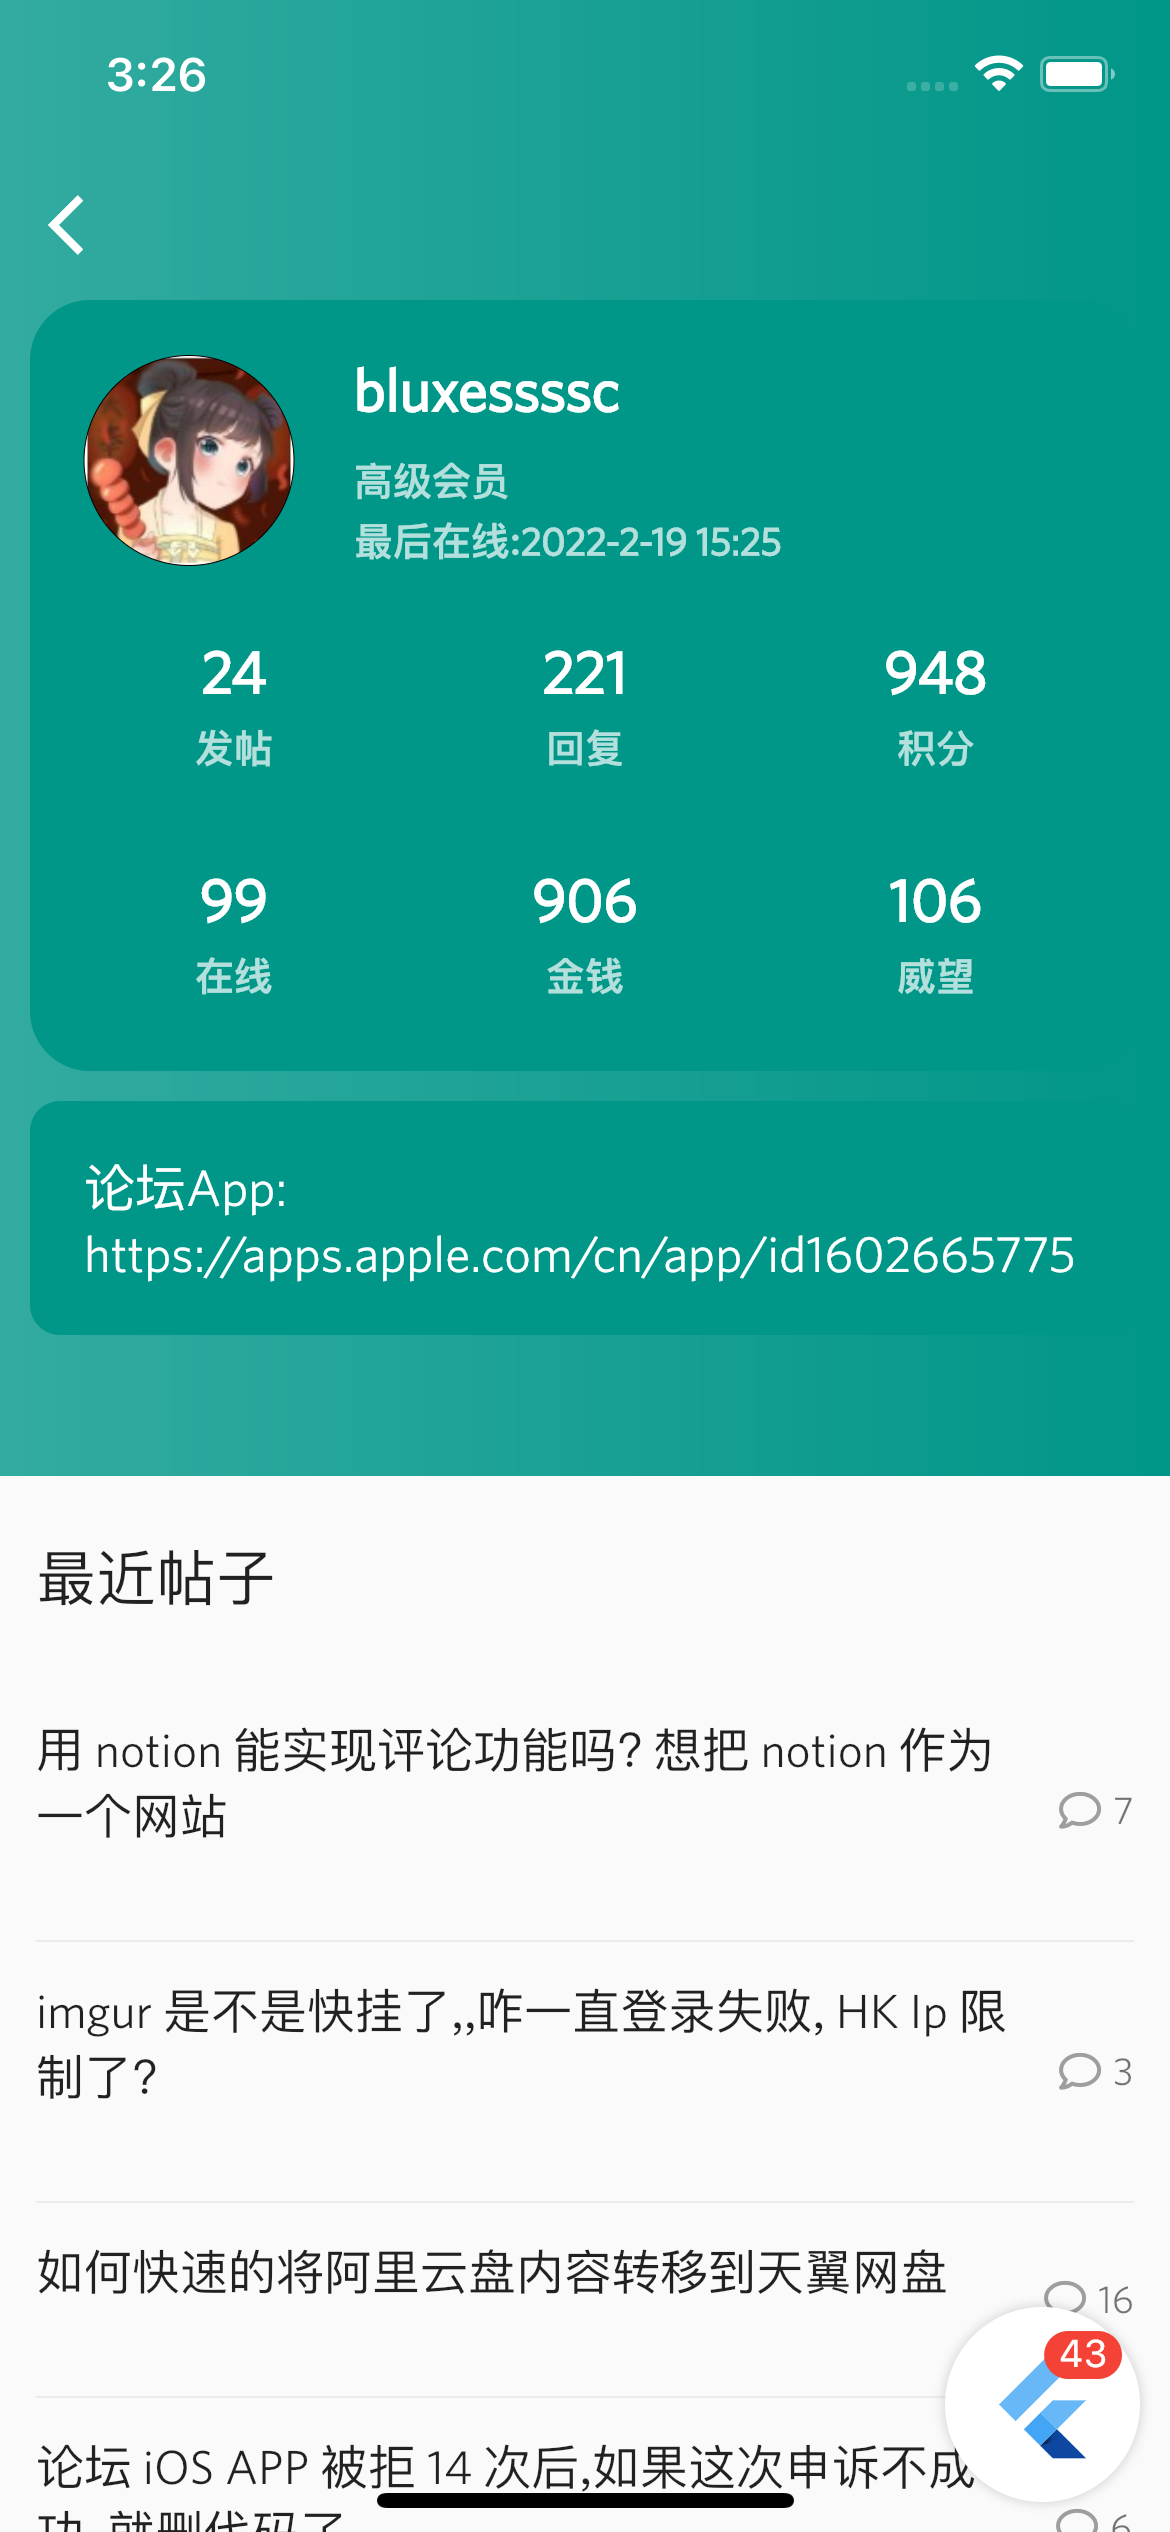 3:26
bluxessssc
高级会员
最后在线:2022-2-19 15:25
24
221
948
发帖
回复
积分
99
906
106
在线
金钱
威望
论坛App:
https://apps.apple.com/cn/app/id1602665775
最近帖子
用 notion 能实现评论功能吗? 想把 notion 作为
一个网站
7
imgur 是不是快挂了,,咋一直登录失败, HK Ip 限
制了?
3
如何快速的将阿里云盘内容转移到天翼网盘
16
43
论坛 iOS APP 被拒 14 次后,如果这次申诉不成
功, 就删代码了
6